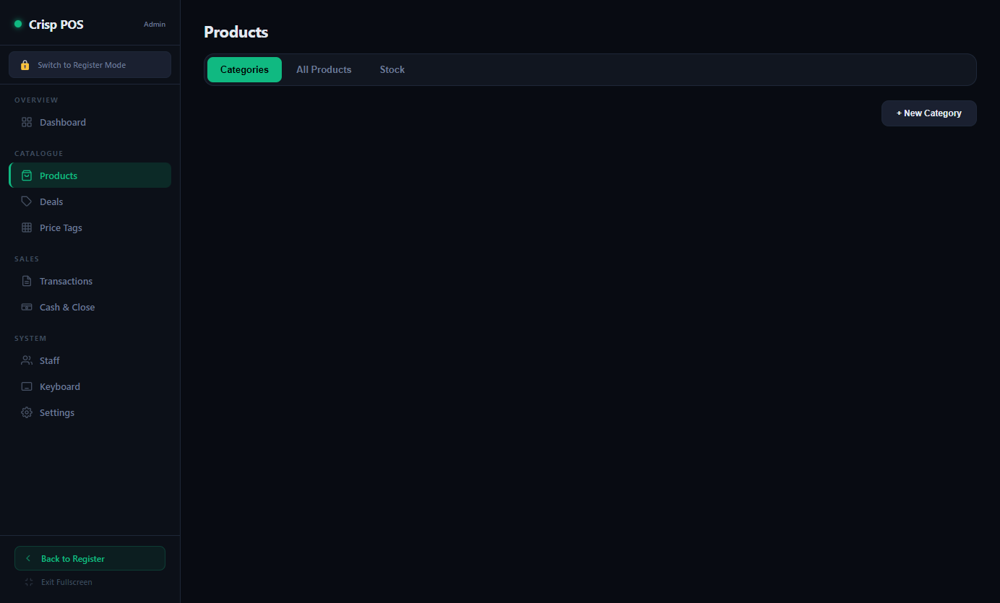 Crisp POS
Admin
Switch to Register Mode
OVERVIEW
Dashboard
CATALOGUE
Products
Deals
Price Tags
SALES
Transactions
Cash & Close
SYSTEM
Staff
Keyboard
Settings
Back to Register
Exit Fullscreen
Products
Categories
All Products
Stock
+ New Category